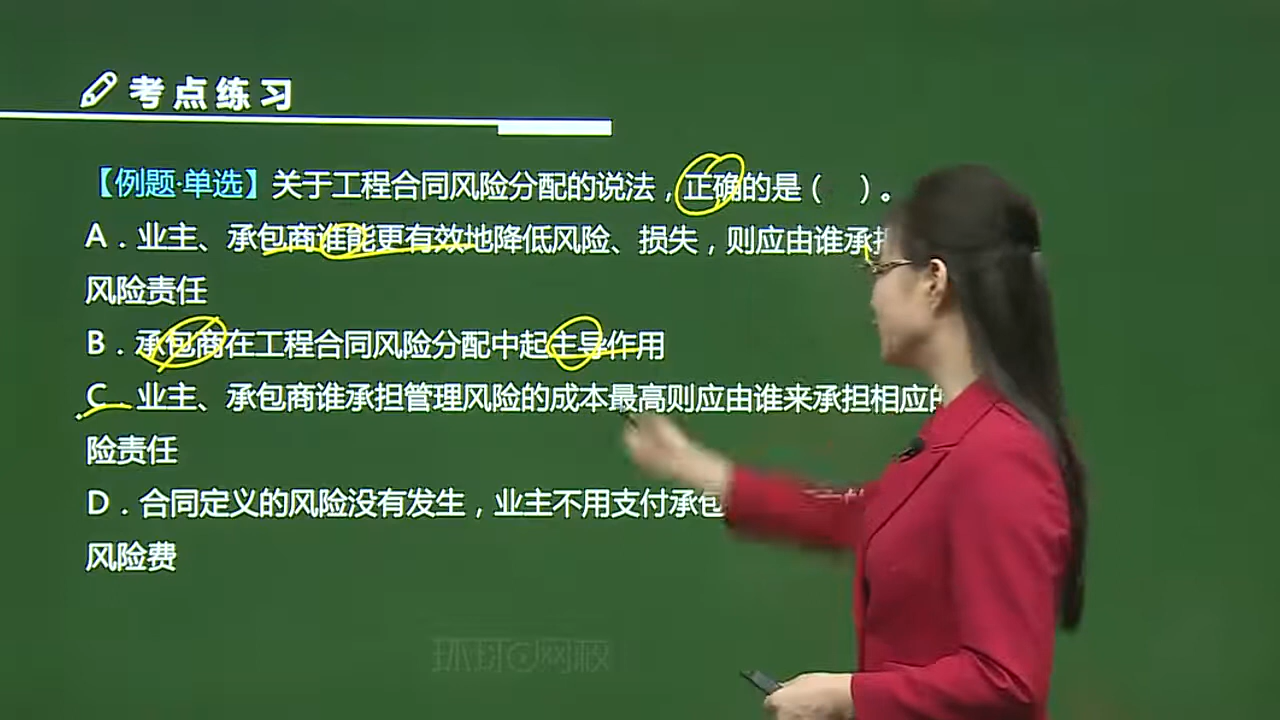 考点练习
【例题·单选】关于工程合同风险分配的说法，正确的是（　）。
A．业主、承包商谁能更有效地降低风险、损失，则应由谁承担
风险责任
B．承包商在工程合同风险分配中起主导作用
C　业主、承包商谁承担管理风险的成本最高则应由谁来承担相应的
险责任
D．合同定义的风险没有发生，业主不用支付承包
风险费
环球网校